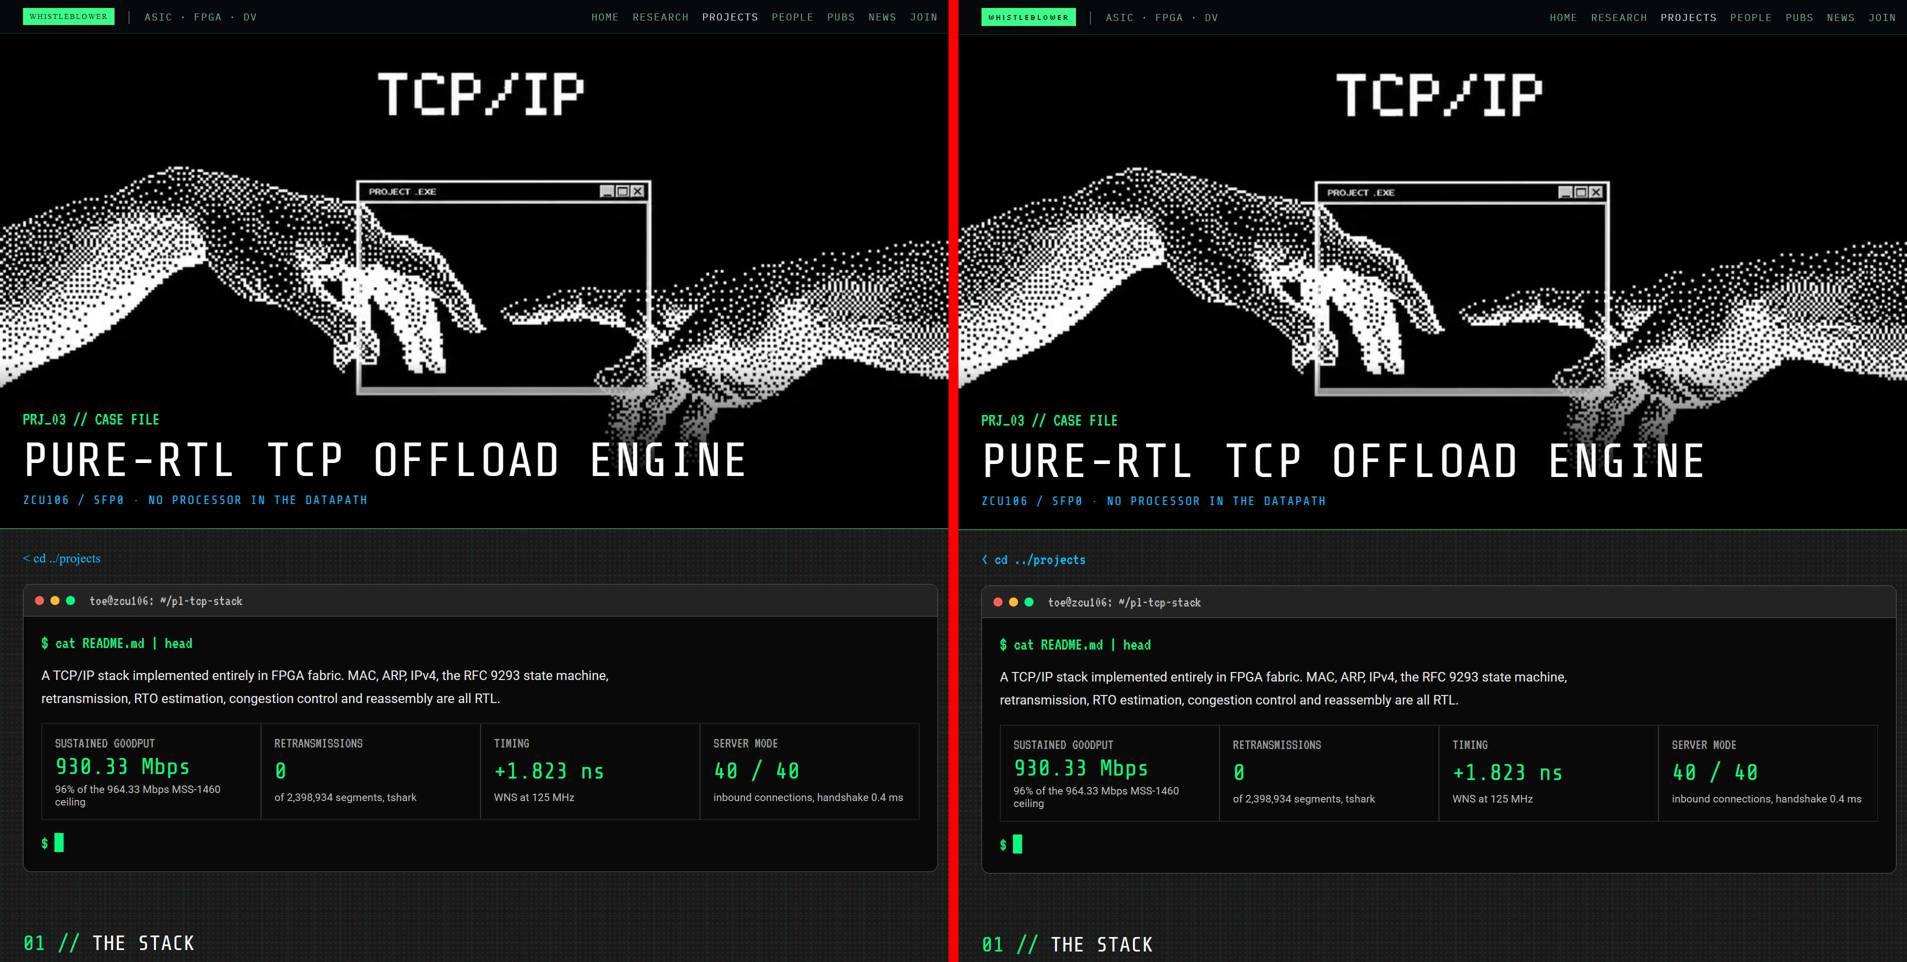 WHISTLEBLOWER | ASIC · FPGA · DV HOME RESEARCH PROJECTS PEOPLE PUBS NEWS JOIN
TCP/IP
PROJECT .EXE
PRJ_03 // CASE FILE
PURE-RTL TCP OFFLOAD ENGINE
ZCU106 / SFP0 · NO PROCESSOR IN THE DATAPATH
< cd ../projects
toe@zcu106: ~/pl-tcp-stack
$ cat README.md | head
A TCP/IP stack implemented entirely in FPGA fabric. MAC, ARP, IPv4, the RFC 9293 state machine,
retransmission, RTO estimation, congestion control and reassembly are all RTL.
SUSTAINED GOODPUT
930.33 Mbps
96% of the 964.33 Mbps MSS-1460
ceiling
RETRANSMISSIONS
0
of 2,398,934 segments, tshark
TIMING
+1.823 ns
WNS at 125 MHz
SERVER MODE
40 / 40
inbound connections, handshake 0.4 ms
$
01 // THE STACK
WHISTLEBLOWER | ASIC · FPGA · DV HOME RESEARCH PROJECTS PEOPLE PUBS NEWS JOIN
TCP/IP
PROJECT .EXE
PRJ_03 // CASE FILE
PURE-RTL TCP OFFLOAD ENGINE
ZCU106 / SFP0 · NO PROCESSOR IN THE DATAPATH
< cd ../projects
toe@zcu106: ~/pl-tcp-stack
$ cat README.md | head
A TCP/IP stack implemented entirely in FPGA fabric. MAC, ARP, IPv4, the RFC 9293 state machine,
retransmission, RTO estimation, congestion control and reassembly are all RTL.
SUSTAINED GOODPUT
930.33 Mbps
96% of the 964.33 Mbps MSS-1460
ceiling
RETRANSMISSIONS
0
of 2,398,934 segments, tshark
TIMING
+1.823 ns
WNS at 125 MHz
SERVER MODE
40 / 40
inbound connections, handshake 0.4 ms
$
01 // THE STACK